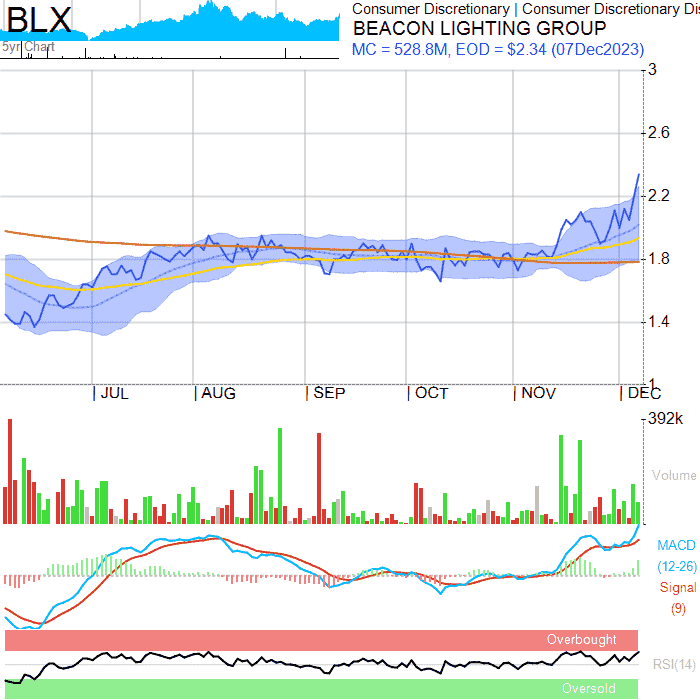 BLX
5yr Chart
Consumer Discretionary | Consumer Discretionary Dis
BEACON LIGHTING GROUP
MC = 528.8M, EOD = $2.34 (07Dec2023)
3
2.6
2.2
1.8
1.4
1
JUL AUG SEP OCT NOV DEC
392k
Volume
MACD
(12-26)
Signal
(9)
Overbought
RSI(14)
Oversold